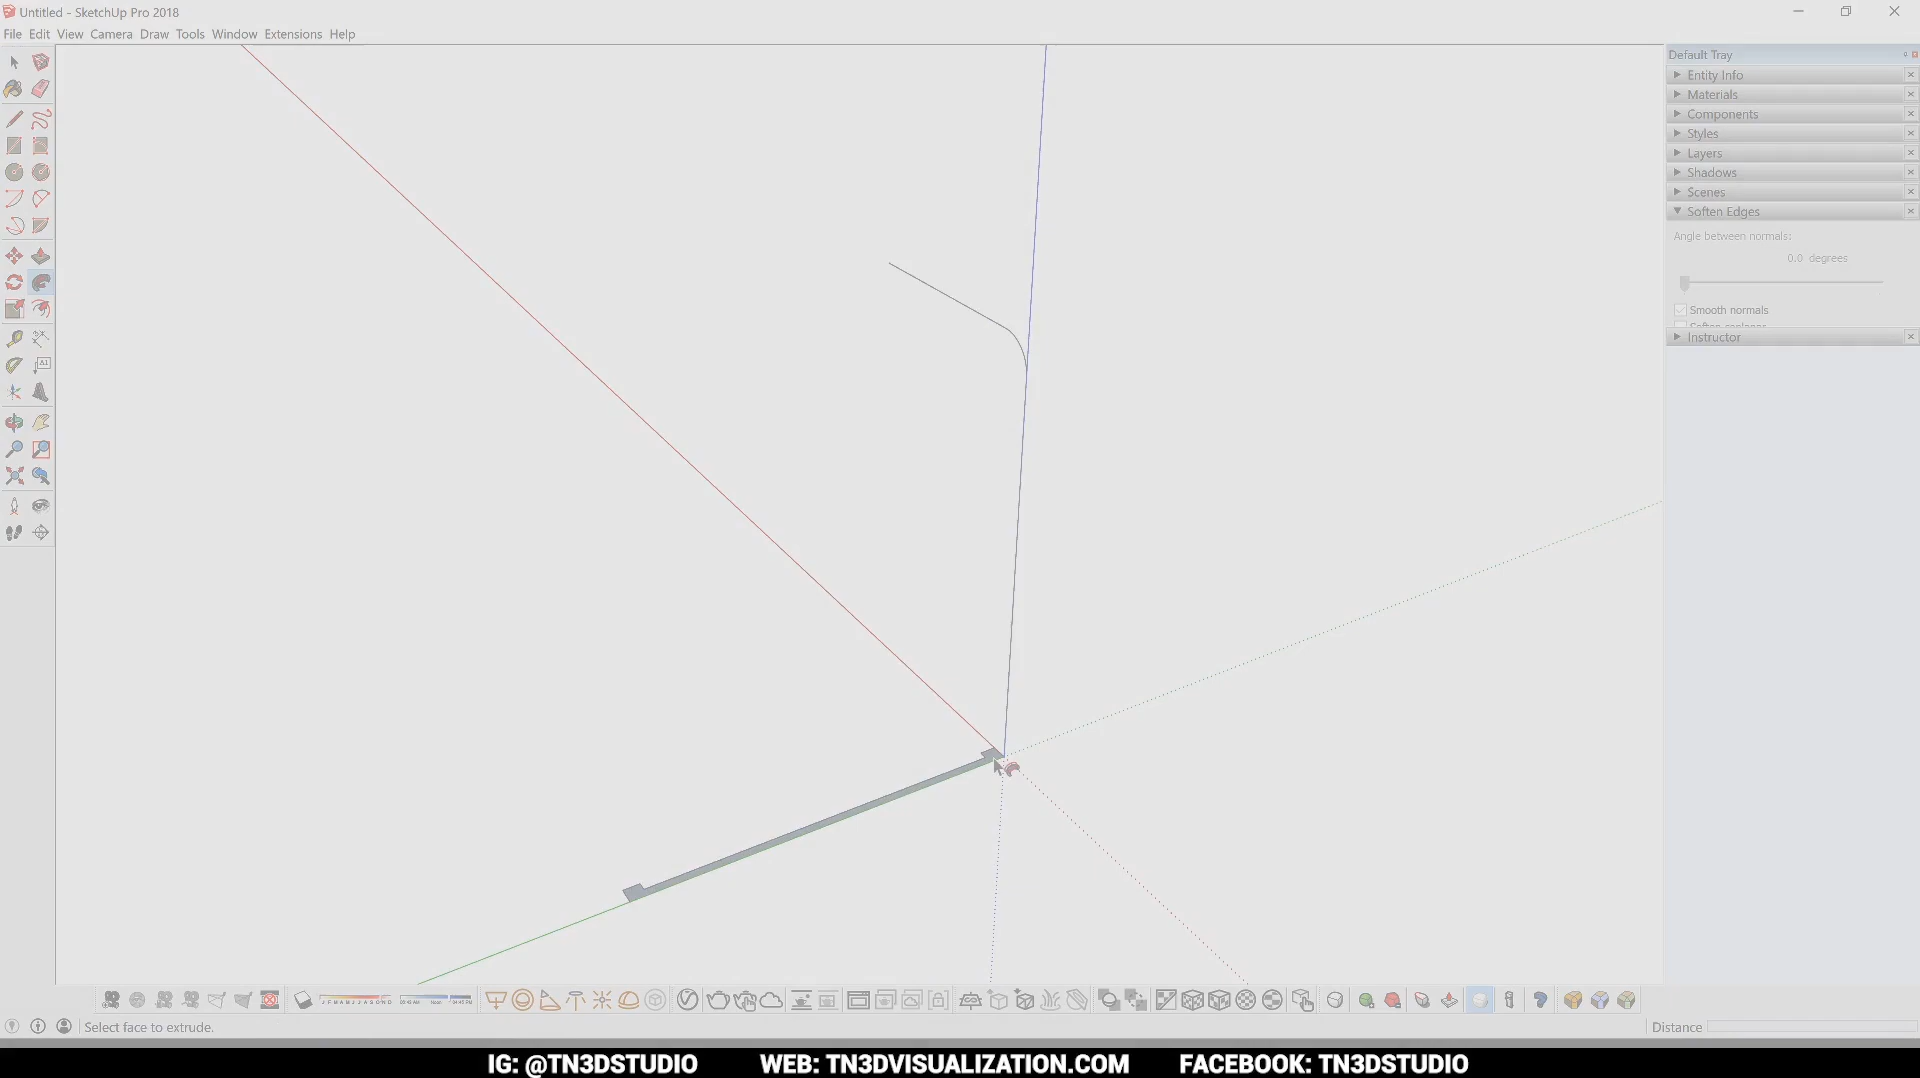 Untitled - SketchUp Pro 2018
File Edit View Camera Draw Tools Window Extensions Help
Default Tray
Entity Info
Materials
Components
Styles
Layers
Shadows
Scenes
Soften Edges
Angle between normals:
0.0 degrees
Smooth normals
Instructor
A1
J F M A M J J A S O N D
Noon
Select face to extrude.
Distance
IG: @TN3DSTUDIO WEB: TN3DVISUALIZATION.COM FACEBOOK: TN3DSTUDIO